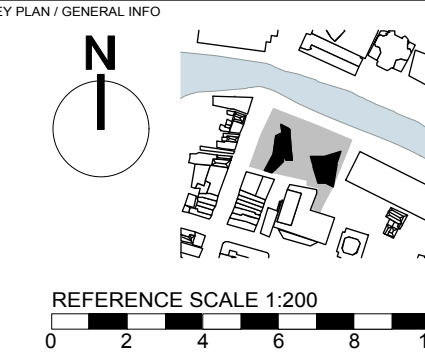 EY PLAN / GENERAL INFO
N
REFERENCE SCALE 1:200
0 2 4 6 8 1